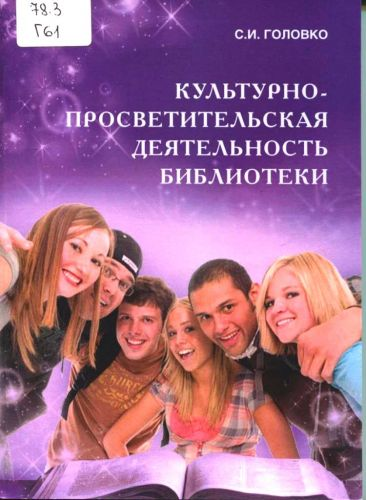 78.3
Г61
С.И. ГОЛОВКО
КУЛЬТУРНО-
ПРОСВЕТИТЕЛЬСКАЯ
ДЕЯТЕЛЬНОСТЬ
БИБЛИОТЕКИ